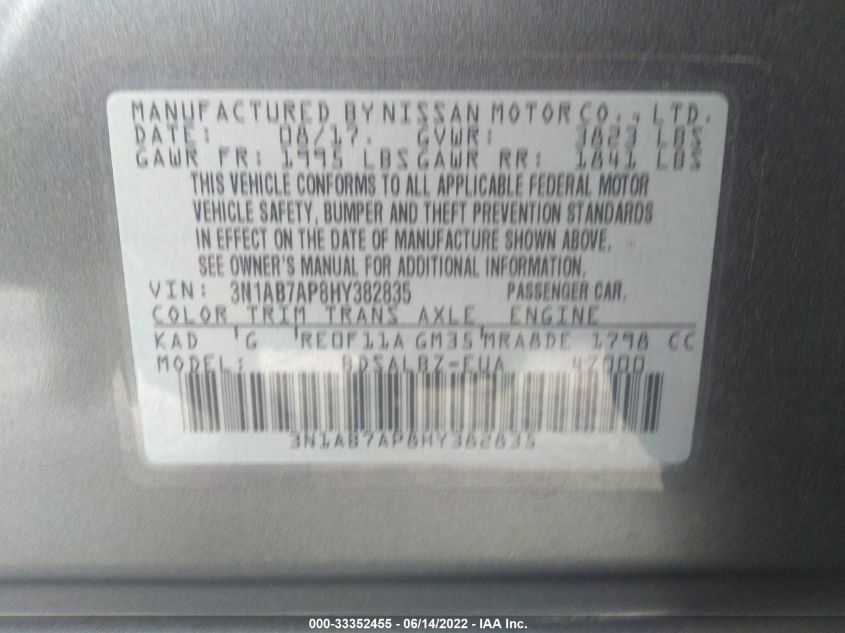 MANUFACTURED BY NISSAN MOTOR CO., LTD.
DATE: 08/17. GVWR: 3823 LBS
GAWR FR: 1995 LBS GAWR RR: 1841 LBS
THIS VEHICLE CONFORMS TO ALL APPLICABLE FEDERAL MOTOR
VEHICLE SAFETY, BUMPER AND THEFT PREVENTION STANDARDS
IN EFFECT ON THE DATE OF MANUFACTURE SHOWN ABOVE.
SEE OWNER'S MANUAL FOR ADDITIONAL INFORMATION.
VIN: 3N1AB7AP8HY382835 PASSENGER CAR.
COLOR TRIM TRANS AXLE ENGINE
KAD G RE0F11A GM35 MRA8DE 1798 CC
MODEL:
3N1AB7AP8HY382835
000-33352455 - 06/14/2022 - IAA Inc.